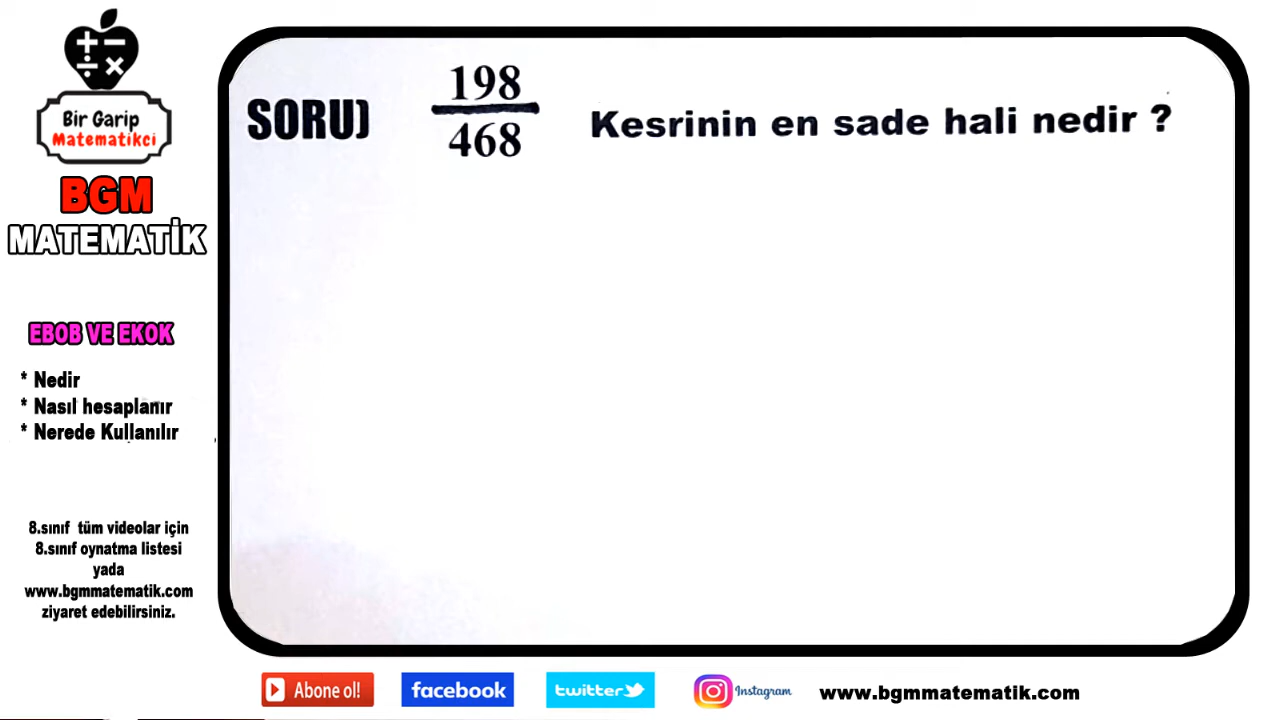 Bir Garip
Matematikci
BGM
MATEMATİK
EBOB VE EKOK
* Nedir
* Nasıl hesaplanır
* Nerede Kullanılır
8.sınıf tüm videolar için
8.sınıf oynatma listesi
yada
www.bgmmatematik.com
ziyaret edebilirsiniz.
SORU)
198
468
Kesrinin en sade hali nedir ?
Abone ol!
facebook
twitter
Instagram
www.bgmmatematik.com